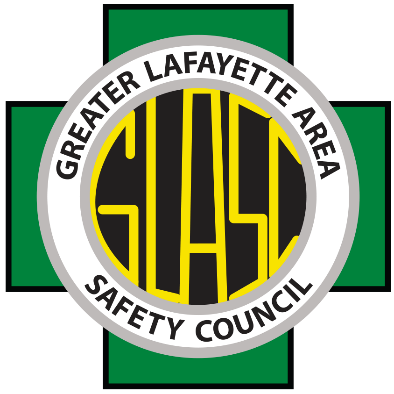 GREATER LAFAYETTE AREA
GLASC
SAFETY COUNCIL